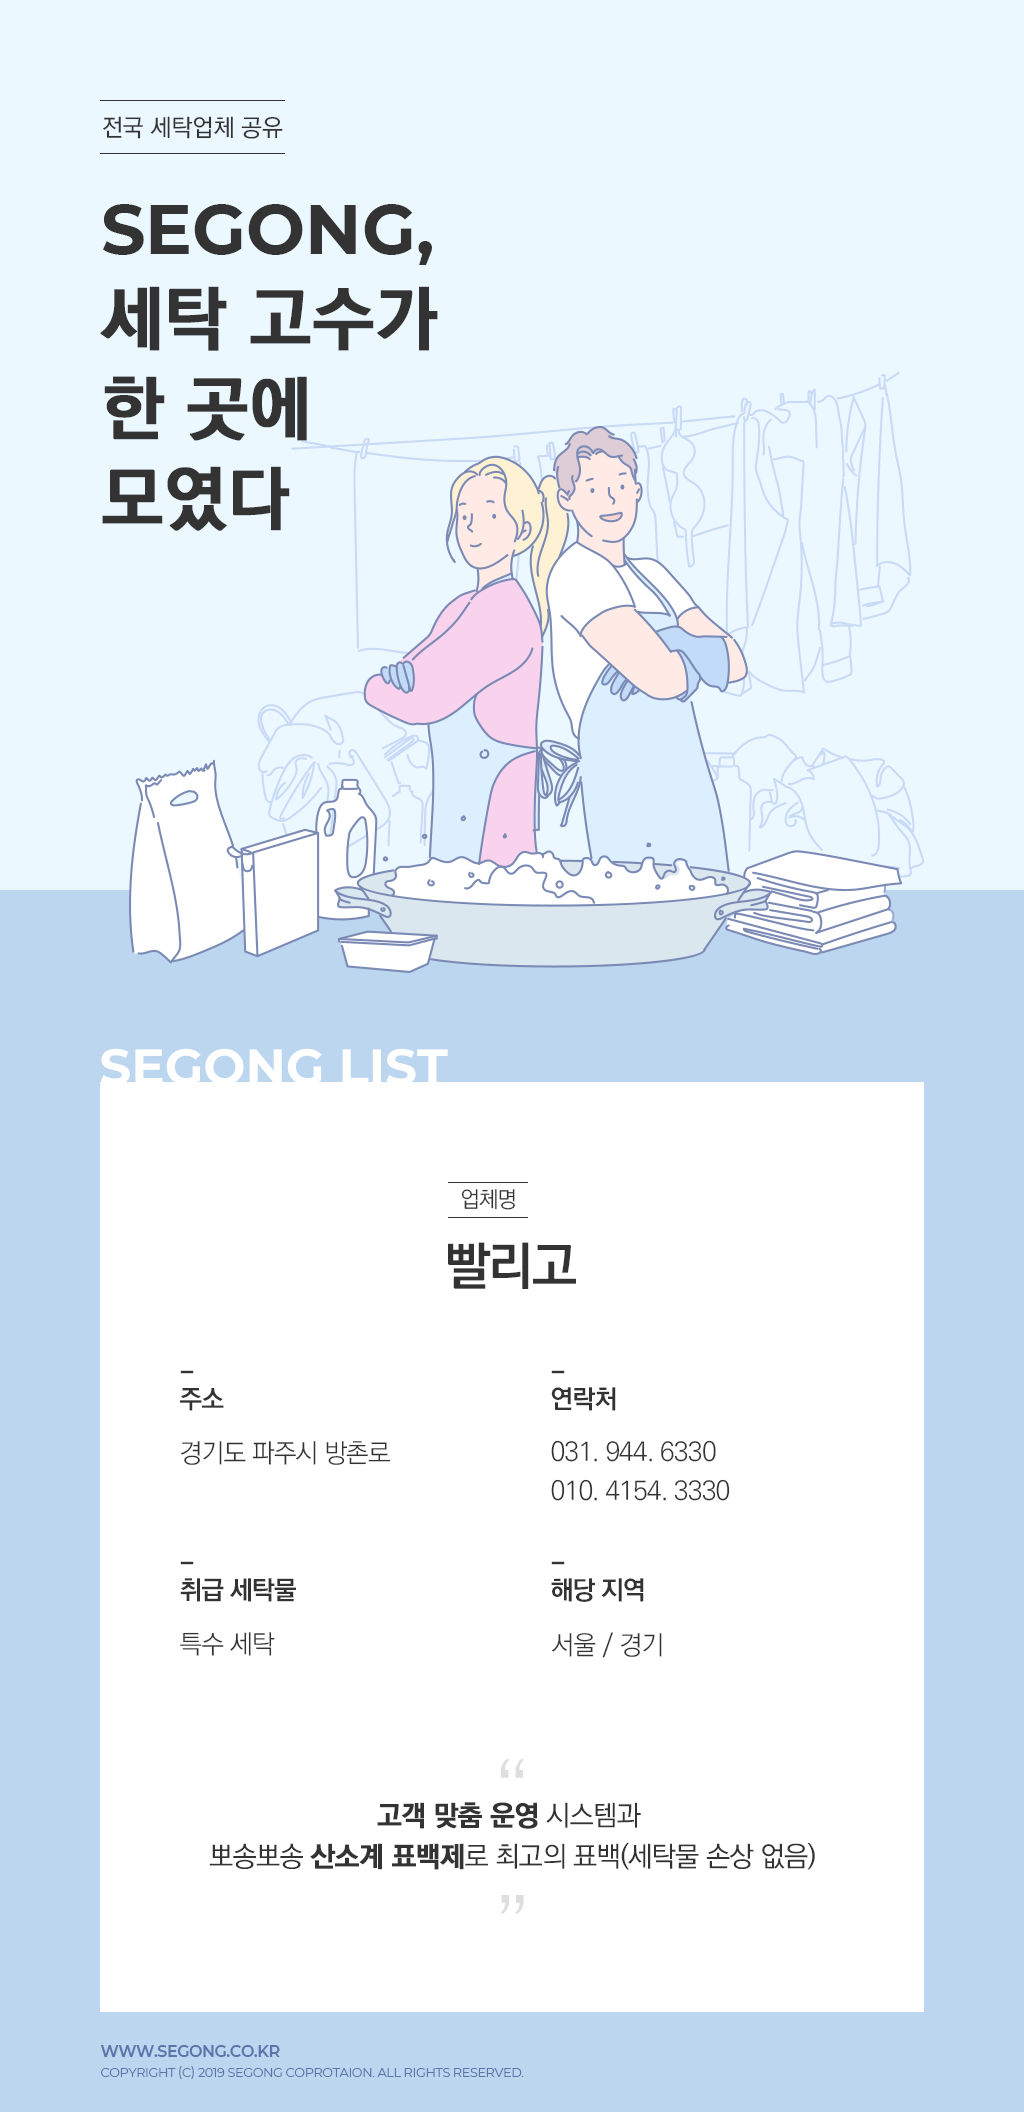 전국 세탁업체 공유
SEGONG,
세탁 고수가
한 곳에
모였다
SEGONG LIST
업체명
빨리고
주소
경기도 파주시 방촌로
연락처
031. 944. 6330
010. 4154. 3330
취급 세탁물
특수 세탁
해당 지역
서울 / 경기
“
고객 맞춤 운영 시스템과
뽀송뽀송 산소계 표백제로 최고의 표백(세탁물 손상 없음)
”
WWW.SEGONG.CO.KR
COPYRIGHT (C) 2019 SEGONG COPROTAION. ALL RIGHTS RESERVED.